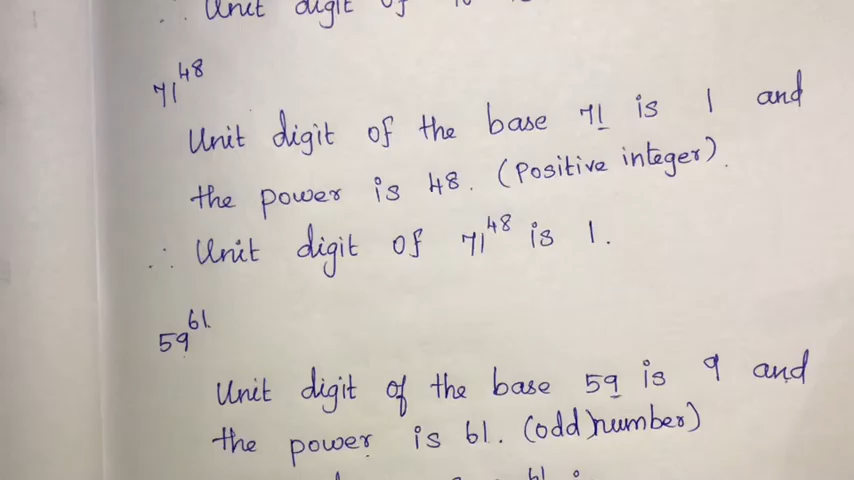 ∴ Unit digit of
71^48
Unit digit of the base 71 is 1 and
the power is 48. (Positive integer).
∴ Unit digit of 71^48 is 1.
59^61.
Unit digit of the base 59 is 9 and
the power is 61. (odd number)
61